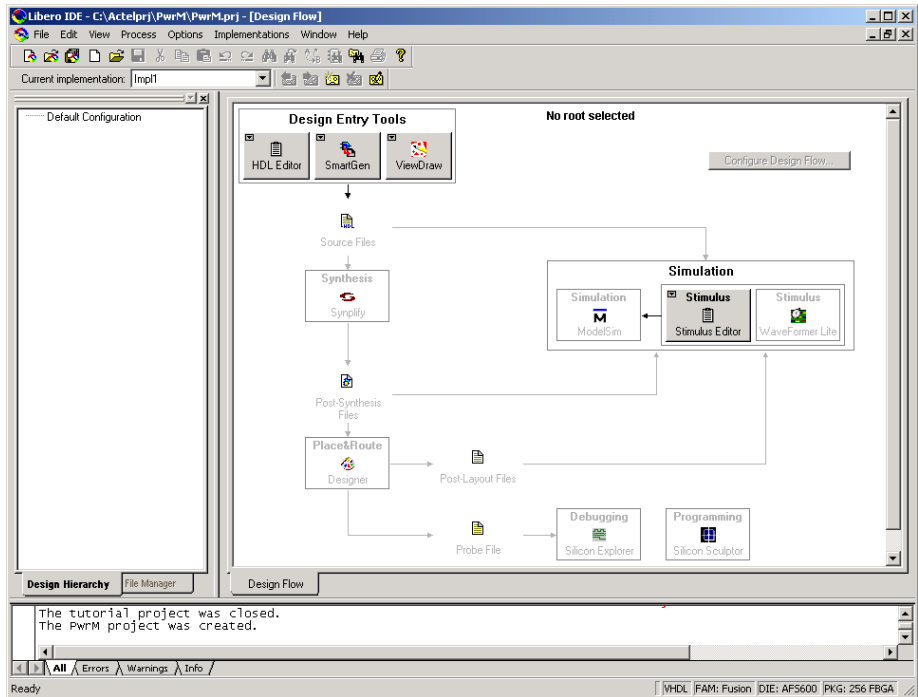 Libero IDE - C:\Actelprj\PwrM\PwrM.prj - [Design Flow]
File Edit View Process Options Implementations Window Help
Current implementation: Impl1
Default Configuration
Design Entry Tools
No root selected
HDL Editor
SmartGen
ViewDraw
Configure Design Flow...
HDL
Source Files
Synthesis
Synplify
Simulation
Simulation
M
ModelSim
Stimulus
Stimulus Editor
Stimulus
WaveFormer Lite
Post-Synthesis
Files
Place&Route
Designer
Post-Layout Files
Probe File
Debugging
Silicon Explorer
Programming
Silicon Sculptor
Design Hierarchy
File Manager
Design Flow
The tutorial project was closed.
The PwrM project was created.
All Errors Warnings Info
Ready
VHDL FAM: Fusion DIE: AFS600 PKG: 256 FBGA